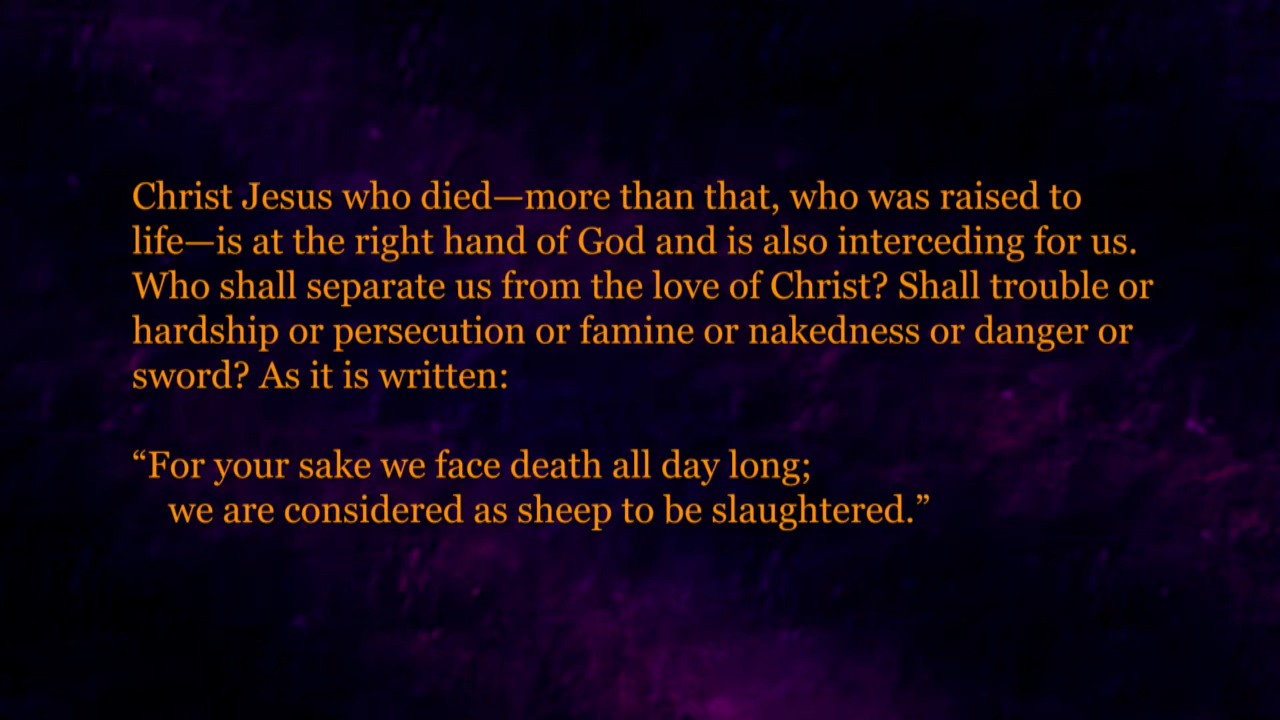 Christ Jesus who died—more than that, who was raised to
life—is at the right hand of God and is also interceding for us.
Who shall separate us from the love of Christ? Shall trouble or
hardship or persecution or famine or nakedness or danger or
sword? As it is written:
“For your sake we face death all day long;
we are considered as sheep to be slaughtered.”